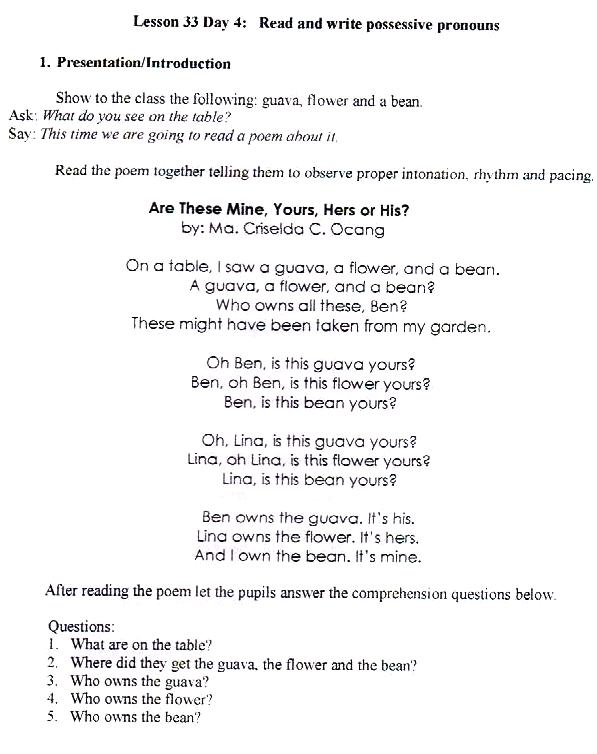 Lesson 33 Day 4: Read and write possessive pronouns
1. Presentation/Introduction
Show to the class the following: guava, flower and a bean.
Ask: What do you see on the table?
Say: This time we are going to read a poem about it.
Read the poem together telling them to observe proper intonation, rhythm and pacing.
Are These Mine, Yours, Hers or His?
by: Ma. Criselda C. Ocang
On a table, I saw a guava, a flower, and a bean.
A guava, a flower, and a bean?
Who owns all these, Ben?
These might have been taken from my garden.
Oh Ben, is this guava yours?
Ben, oh Ben, is this flower yours?
Ben, is this bean yours?
Oh, Lina, is this guava yours?
Lina, oh Lina, is this flower yours?
Lina, is this bean yours?
Ben owns the guava. It's his.
Lina owns the flower. It's hers.
And I own the bean. It's mine.
After reading the poem let the pupils answer the comprehension questions below.
Questions:
1. What are on the table?
2. Where did they get the guava, the flower and the bean?
3. Who owns the guava?
4. Who owns the flower?
5. Who owns the bean?